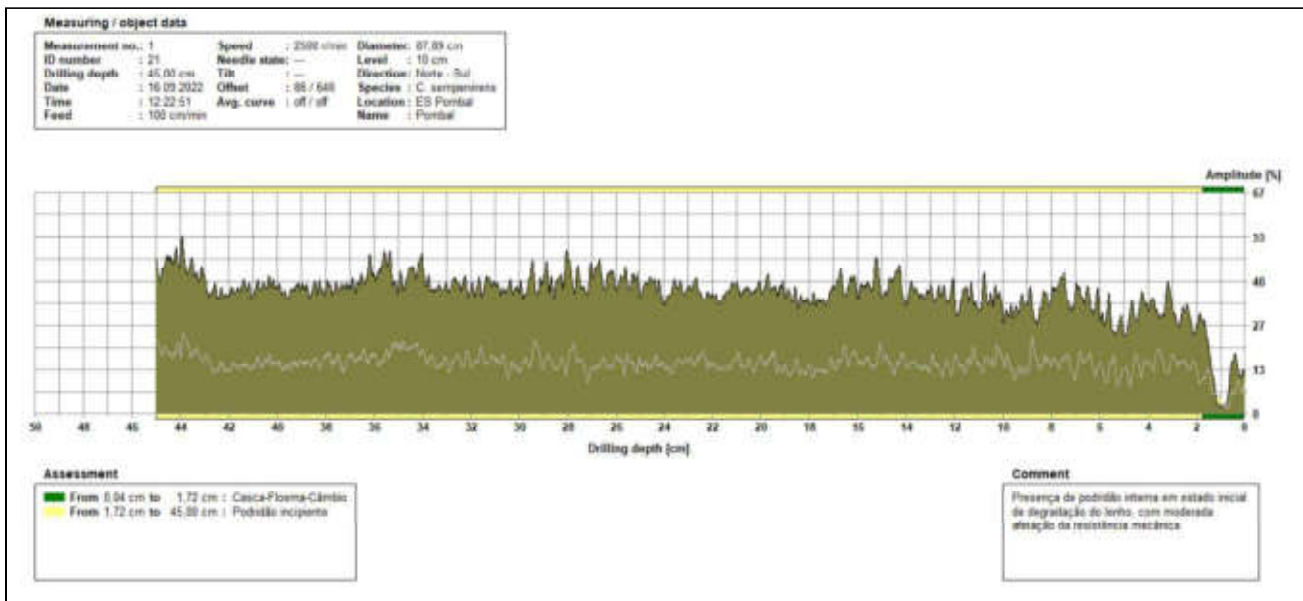 Measuring / object data
Measurement no.: 1 Speed : 2500 r/min Diameter: 87,89 cm
ID number : 21 Needle state: --- Level : 10 cm
Drilling depth : 45,00 cm Tilt : --- Direction: Norte - Sul
Date : 16.09.2022 Offset : 86 / 646 Species : C. sempervirens
Time : 12:22:51 Avg. curve : off / off Location : ES Pombal
Feed : 100 cm/min Name : Pombal
Amplitude [%]
67
53
40
27
13
0
50 48 46 44 42 40 38 36 34 32 30 28 26 24 22 20 18 16 14 12 10 8 6 4 2 0
Drilling depth [cm]
Assessment
From 0,04 cm to 1,72 cm : Casca-Floema-Câmbio
From 1,72 cm to 45,00 cm : Podridão incipiente
Comment
Presença de podridão interna em estado inicial
de degradação do lenho, com moderada
alteração da resistência mecânica